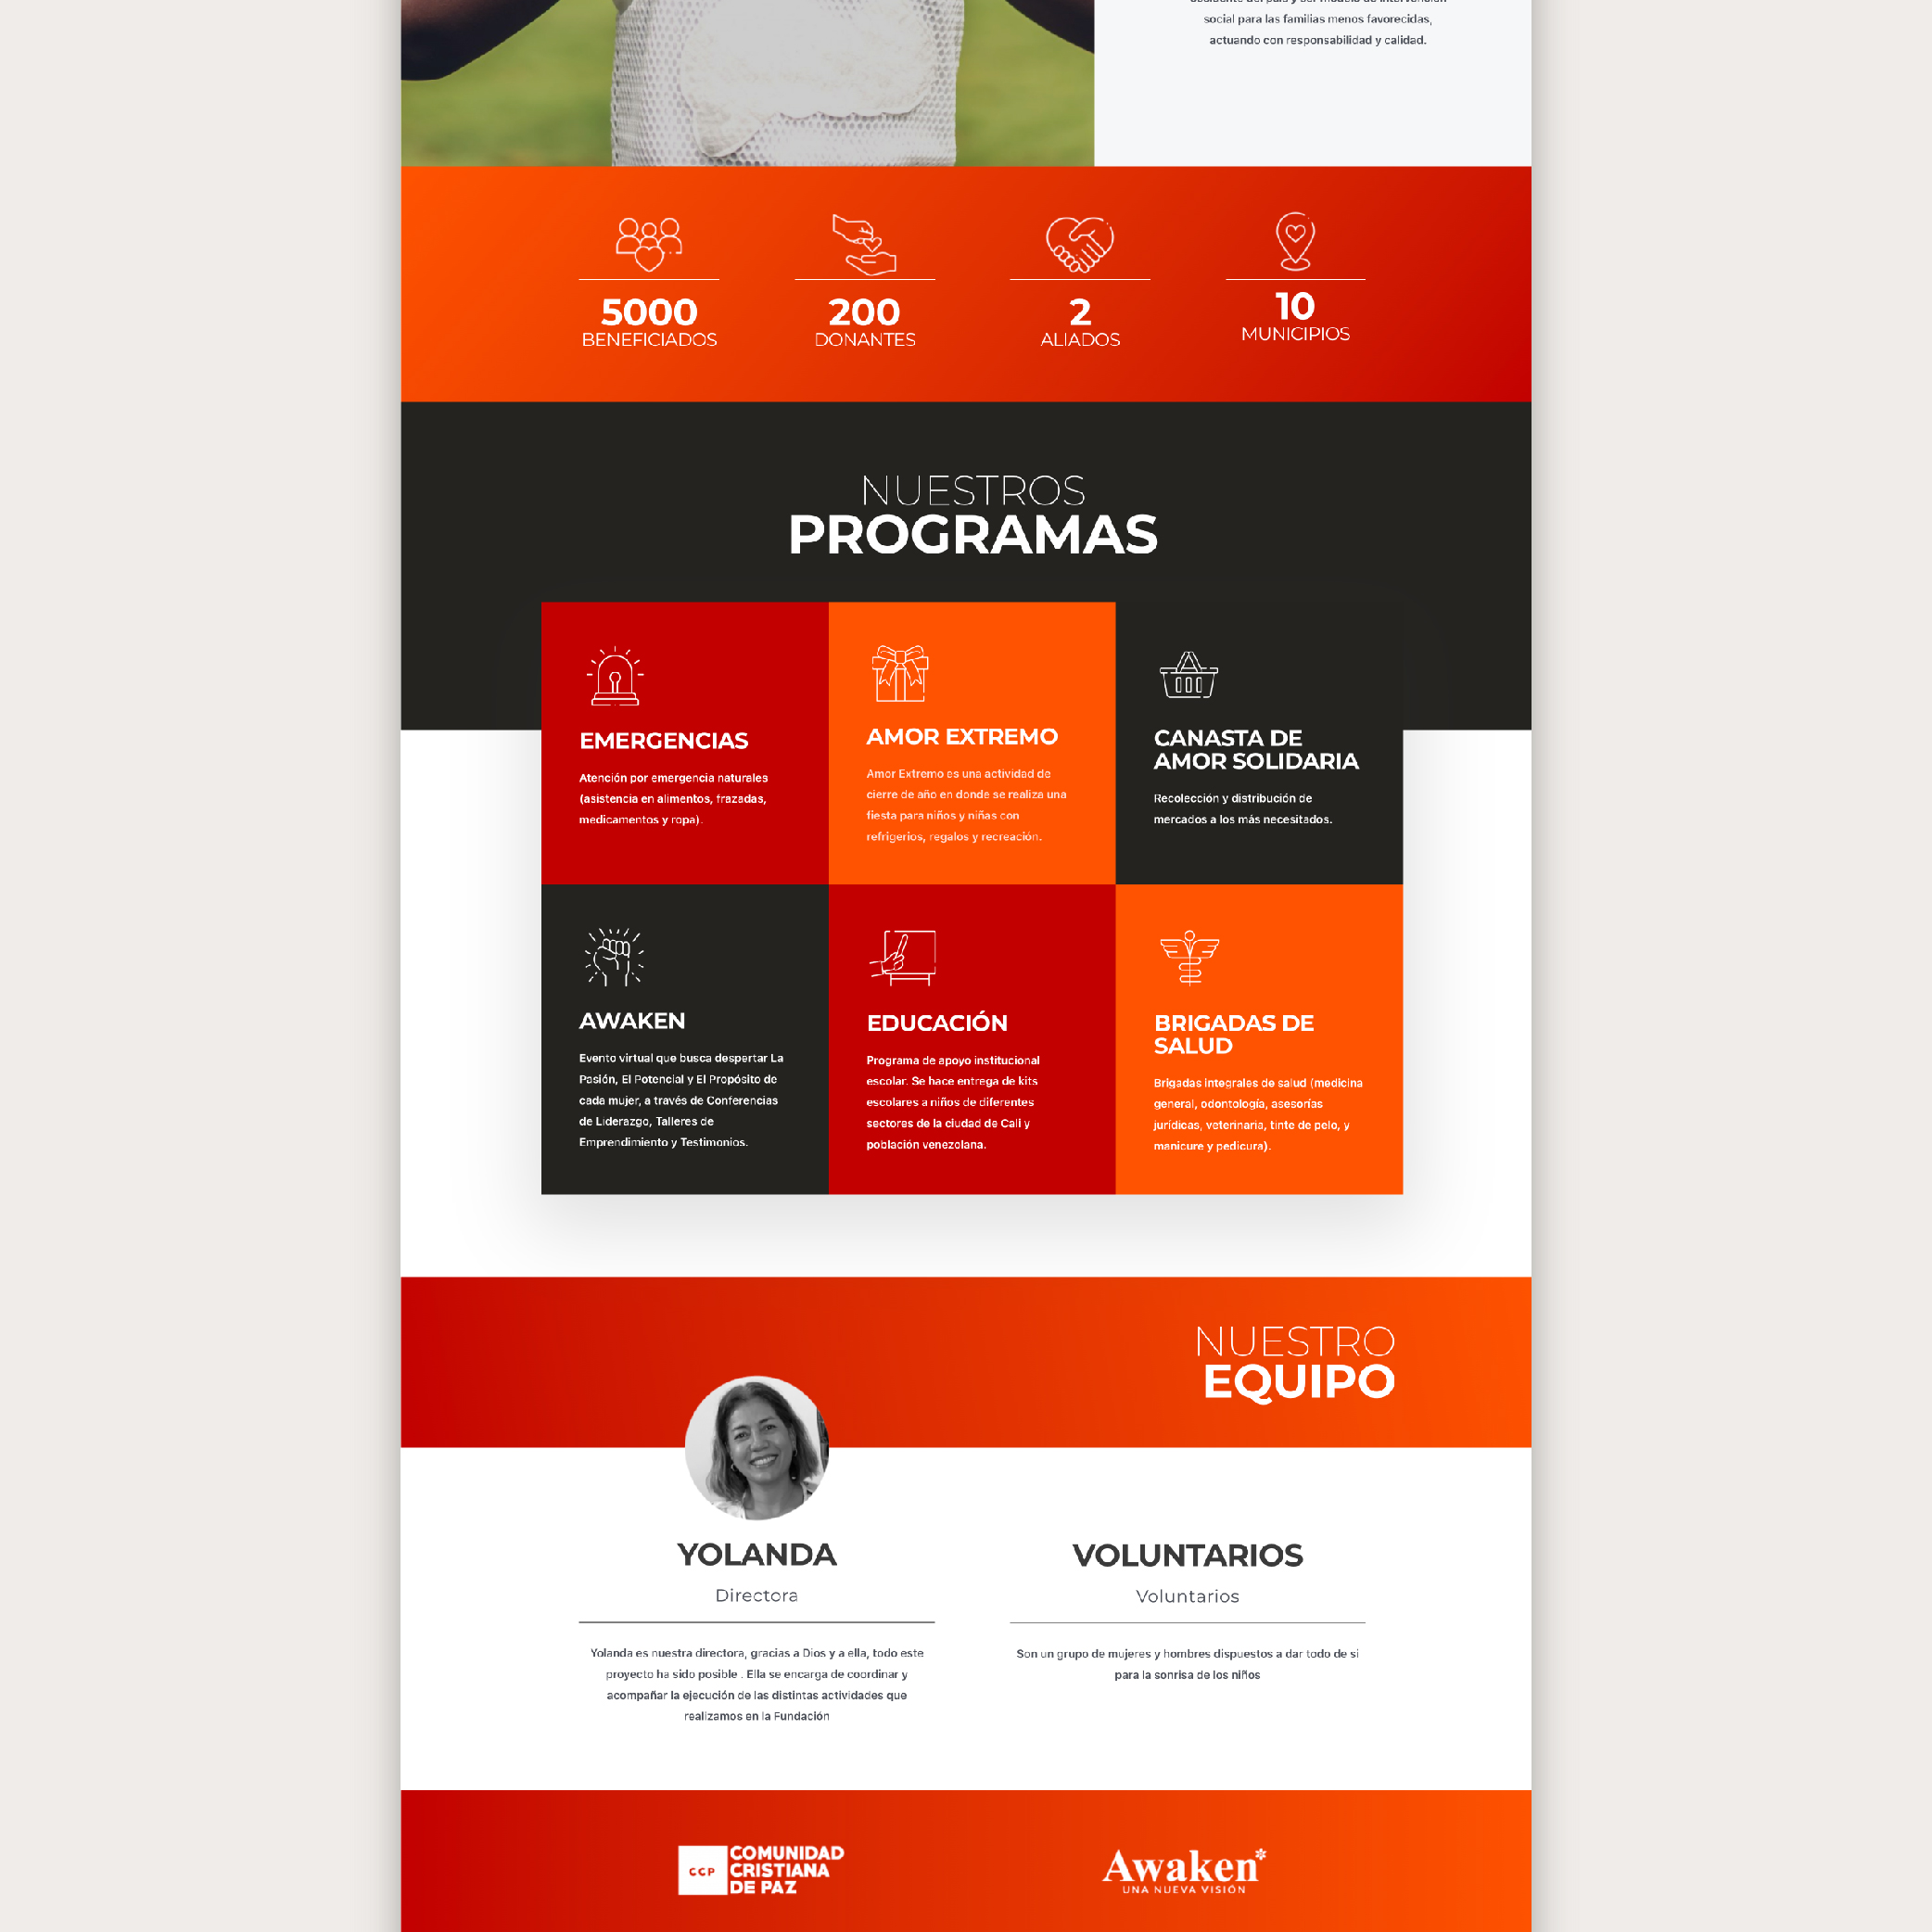 social para las familias menos favorecidas,
actuando con responsabilidad y calidad.
5000
BENEFICIADOS
200
DONANTES
2
ALIADOS
10
MUNICIPIOS
NUESTROS
PROGRAMAS
EMERGENCIAS
Atención por emergencia naturales
(asistencia en alimentos, frazadas,
medicamentos y ropa).
AMOR EXTREMO
Amor Extremo es una actividad de
cierre de año en donde se realiza una
fiesta para niños y niñas con
refrigerios, regalos y recreación.
CANASTA DE
AMOR SOLIDARIA
Recolección y distribución de
mercados a los más necesitados.
AWAKEN
Evento virtual que busca despertar La
Pasión, El Potencial y El Propósito de
cada mujer, a través de Conferencias
de Liderazgo, Talleres de
Emprendimiento y Testimonios.
EDUCACIÓN
Programa de apoyo institucional
escolar. Se hace entrega de kits
escolares a niños de diferentes
sectores de la ciudad de Cali y
población venezolana.
BRIGADAS DE
SALUD
Brigadas integrales de salud (medicina
general, odontología, asesorías
jurídicas, veterinaria, tinte de pelo, y
manicure y pedicura).
NUESTRO
EQUIPO
YOLANDA
Directora
Yolanda es nuestra directora, gracias a Dios y a ella, todo este
proyecto ha sido posible . Ella se encarga de coordinar y
acompañar la ejecución de las distintas actividades que
realizamos en la Fundación
VOLUNTARIOS
Voluntarios
Son un grupo de mujeres y hombres dispuestos a dar todo de si
para la sonrisa de los niños
CCP
COMUNIDAD
CRISTIANA
DE PAZ
Awaken*
UNA NUEVA VISIÓN